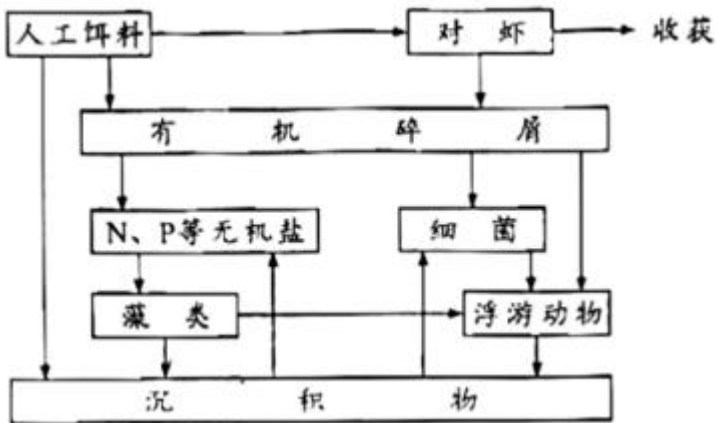 人工饵料
对虾
收获
有机碎屑
N、P等无机盐
细菌
藻类
浮游动物
沉积物